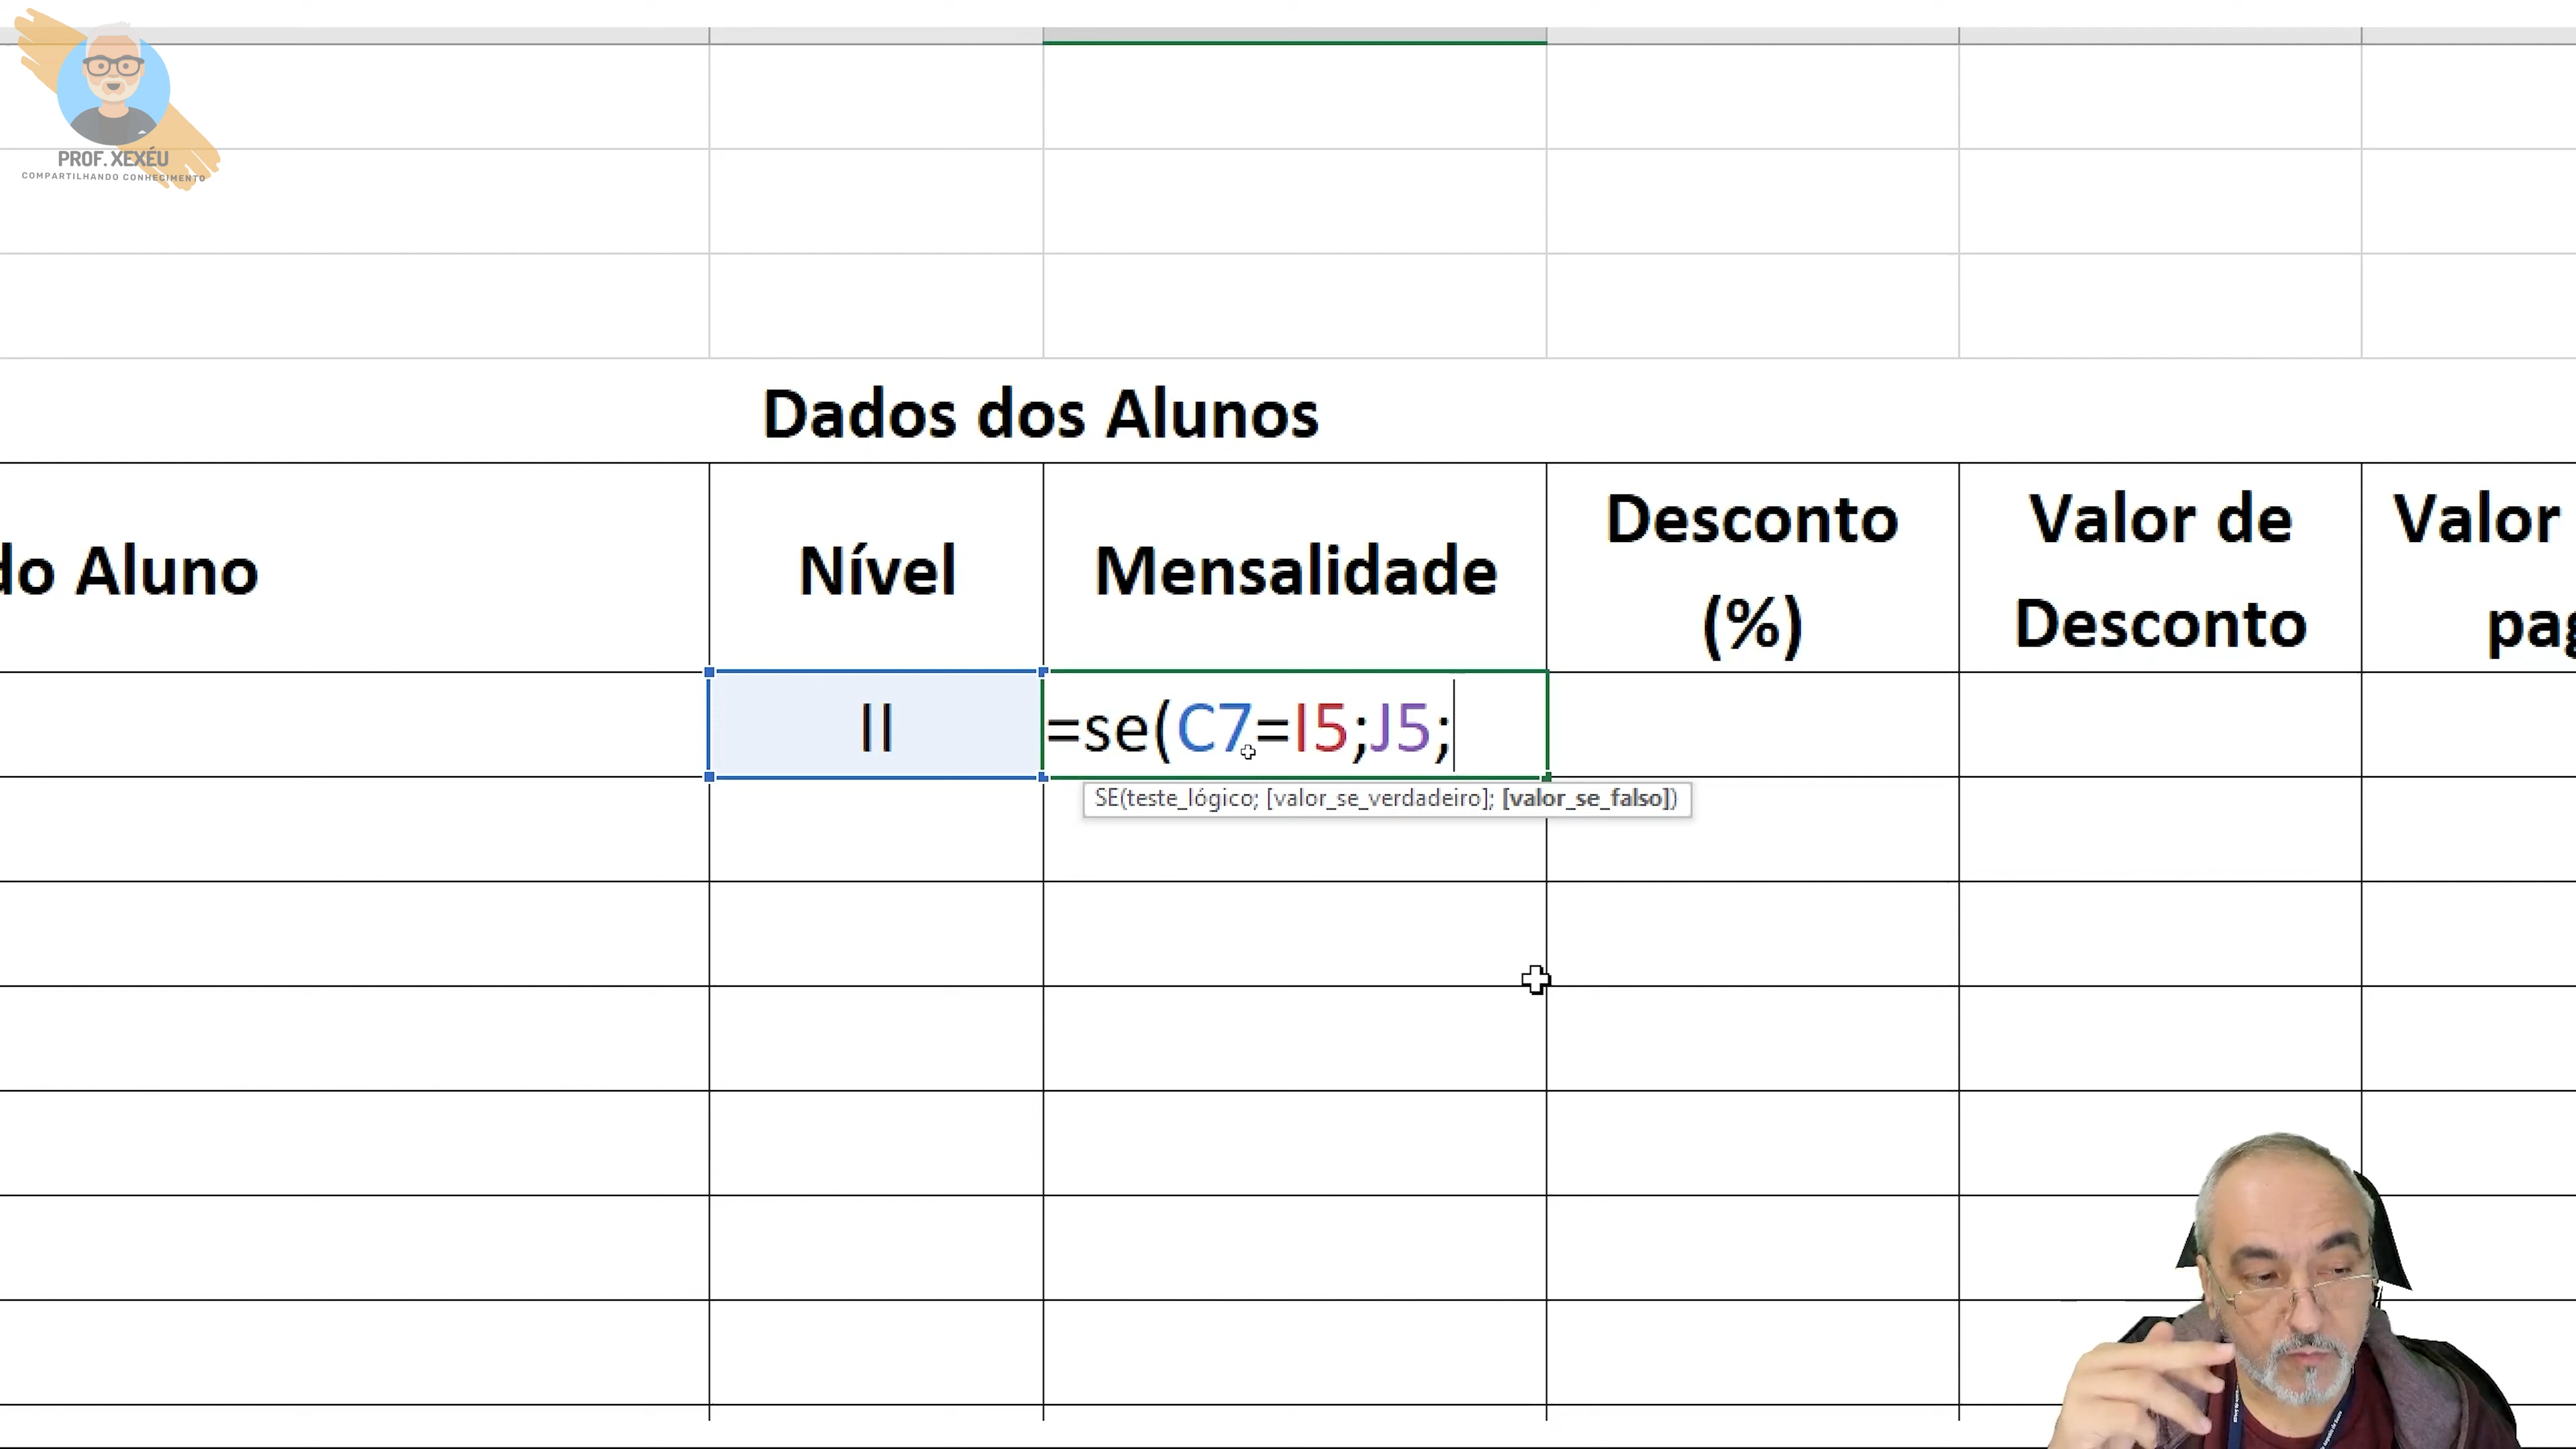 PROF. XEXÉU
COMPARTILHANDO CONHECIMENTO
Dados dos Alunos
do Aluno
Nível
Mensalidade
Desconto
(%)
Valor de
Desconto
Valor
pag
II
=se(C7=I5;J5;
SE(teste_lógico; [valor_se_verdadeiro]; [valor_se_falso])